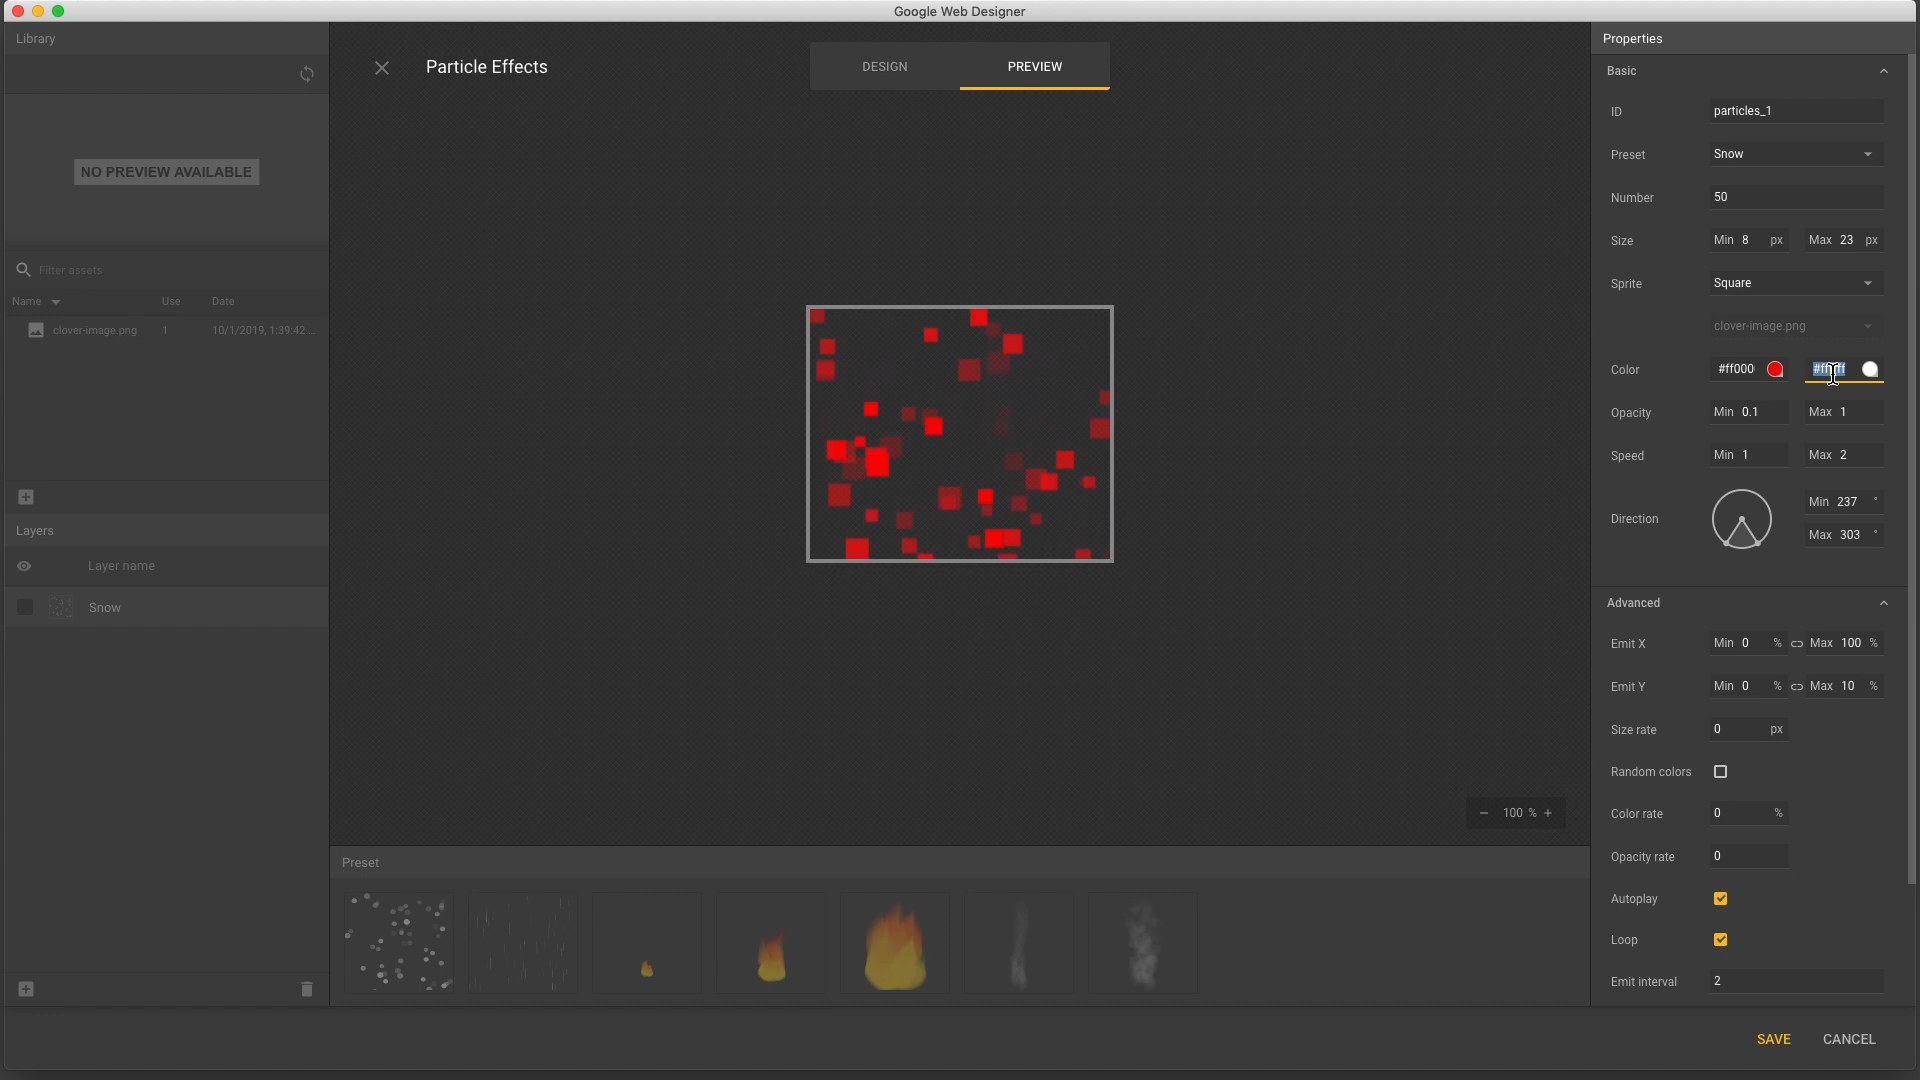 Google Web Designer
Library
NO PREVIEW AVAILABLE
Filter assets
Name Use Date
clover-image.png 1 10/1/2019, 1:39:42 ...
Layers
Layer name
Snow
Particle Effects
DESIGN PREVIEW
100 %
Preset
Properties
Basic
ID particles_1
Preset Snow
Number 50
Size Min 8 px Max 23 px
Sprite Square
clover-image.png
Color #ff000
Opacity Min 0.1 Max 1
Speed Min 1 Max 2
Direction Min 237 °
Max 303 °
Advanced
Emit X Min 0 % Max 100 %
Emit Y Min 0 % Max 10 %
Size rate 0 px
Random colors
Color rate 0 %
Opacity rate 0
Autoplay
Loop
Emit interval 2
SAVE CANCEL